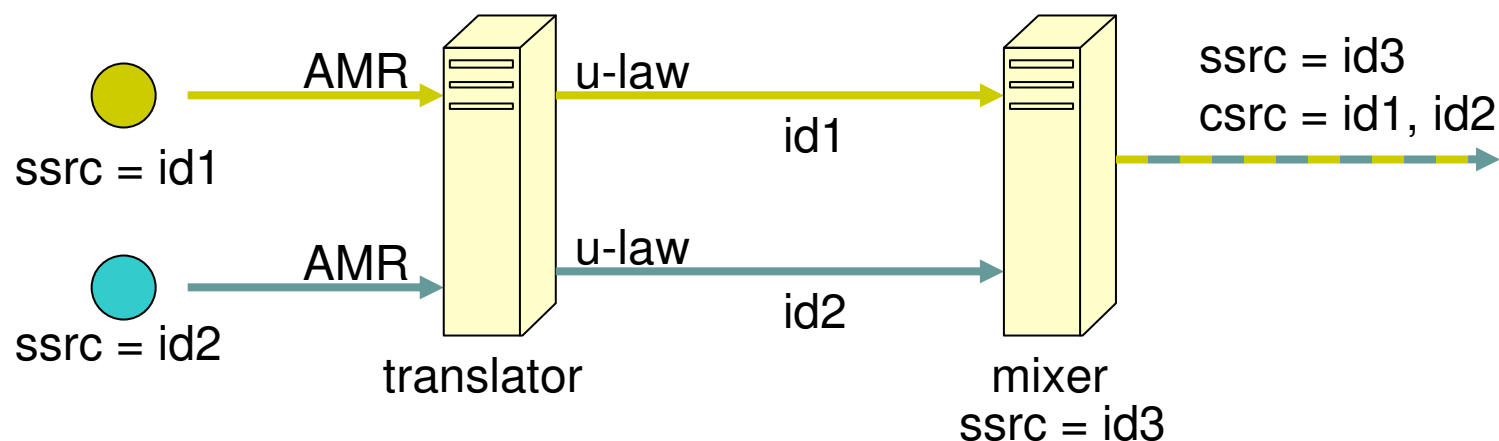 AMR
u-law
ssrc = id3
csrc = id1, id2
id1
ssrc = id1
AMR
u-law
id2
ssrc = id2
translator
mixer
ssrc = id3